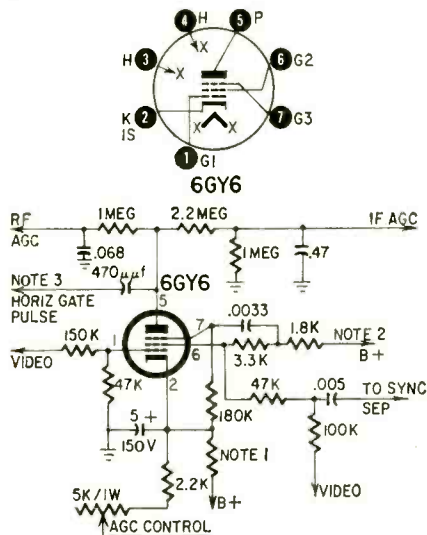 4 H
5 P
H 3
X
X
6 G2
K 2
IS
X X
7 G3
1 G1
6GY6
RF
AGC
1MEG
2.2MEG
IF AGC
.068
1MEG
.47
470μμf
6GY6
NOTE 3
HORIZ GATE
PULSE
5
7
.0033
1.8K
NOTE 2
B+
150K
1
6
3.3K
VIDEO
47K
2
47K
.005
TO SYNC
SEP
5 +
150V
180K
100K
NOTE 1
2.2K
VIDEO
5K/1W
B+
AGC CONTROL